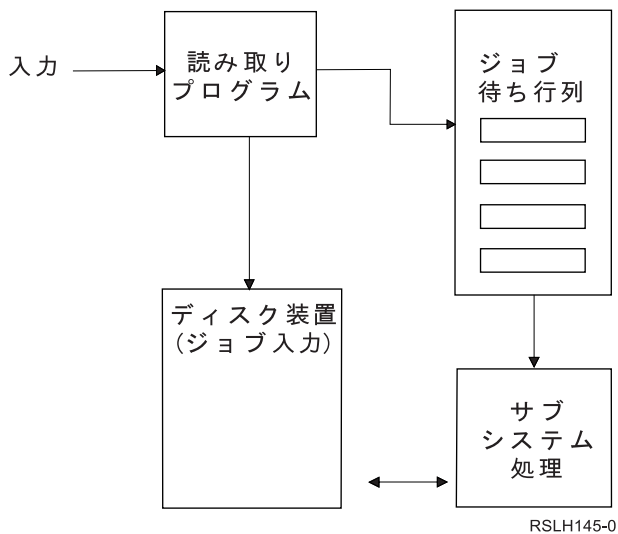 入力
読み取り
プログラム
ジョブ
待ち行列
ディスク装置
(ジョブ入力)
サブ
システム
処理
RSLH145-0